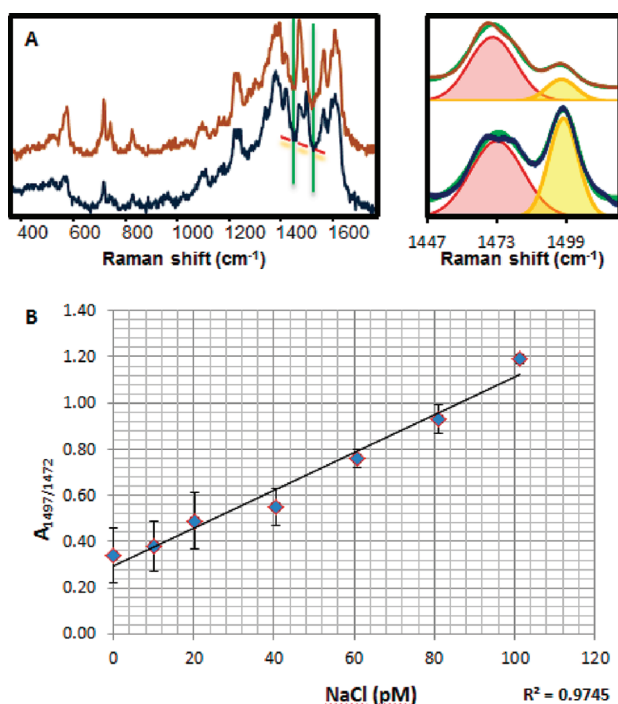 A
400 600 800 1000 1200 1400 1600
Raman shift (cm⁻¹)
1447 1473 1499
Raman shift (cm⁻¹)
B
1.40
1.20
1.00
0.80
0.60
0.40
0.20
0.00
A1497/1472
0 20 40 60 80 100 120
NaCl (pM)
R² = 0.9745